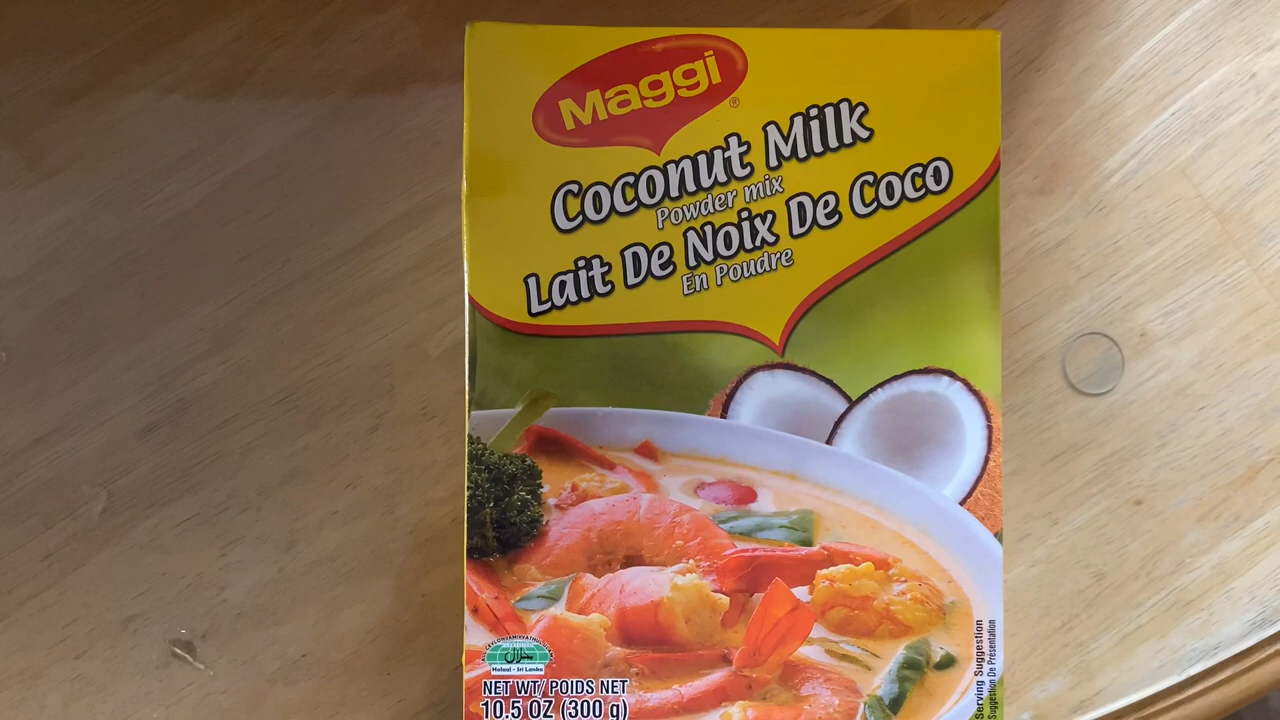 Maggi®
Coconut Milk
Powder mix
Lait De Noix De Coco
En Poudre
حلال
Halaal - Sri Lanka
NET WT/ POIDS NET
10.5 OZ (300 g)
Serving Suggestion
Suggestion De Présentation